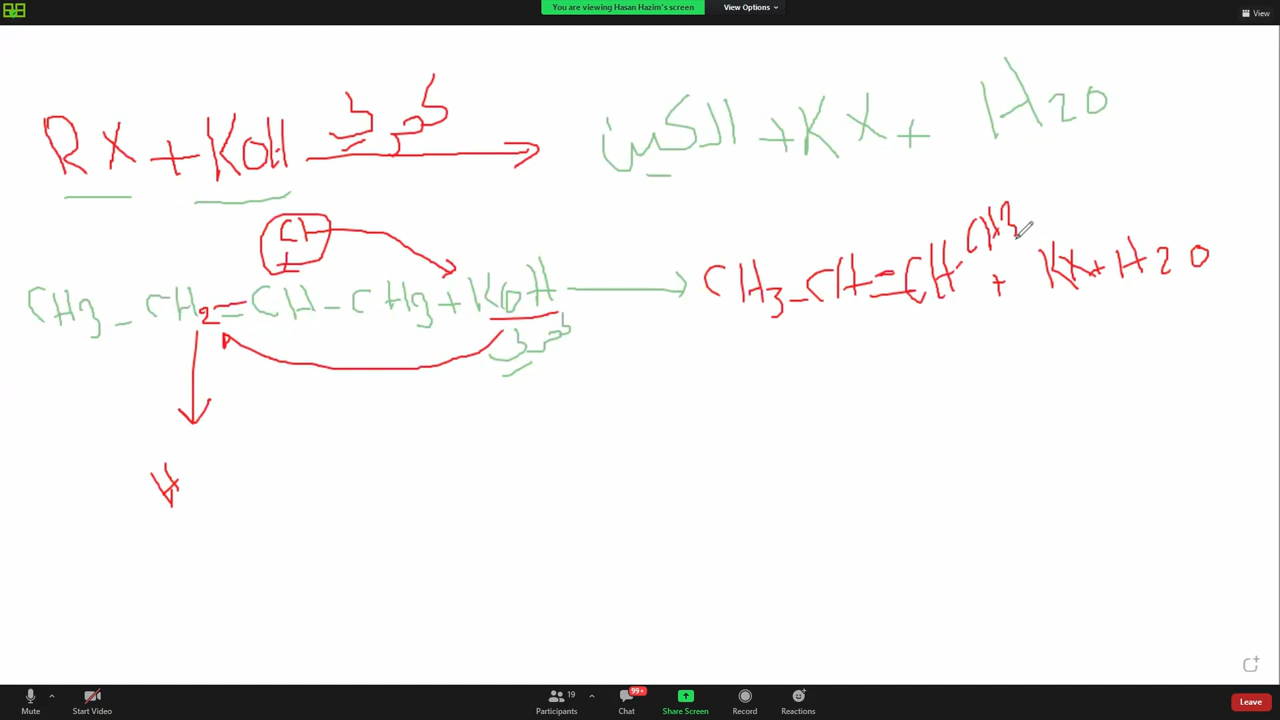 You are viewing Hasan Hazim's screen View Options View
RX + KOH → الكين + KX + H2O
Cl
CH3
CH3 - CH2 = CH - CH3 + KOH → CH3 - CH = CH - + KX + H2O
H
Mute Start Video Participants 19 Chat 99+ Share Screen Record Reactions Leave